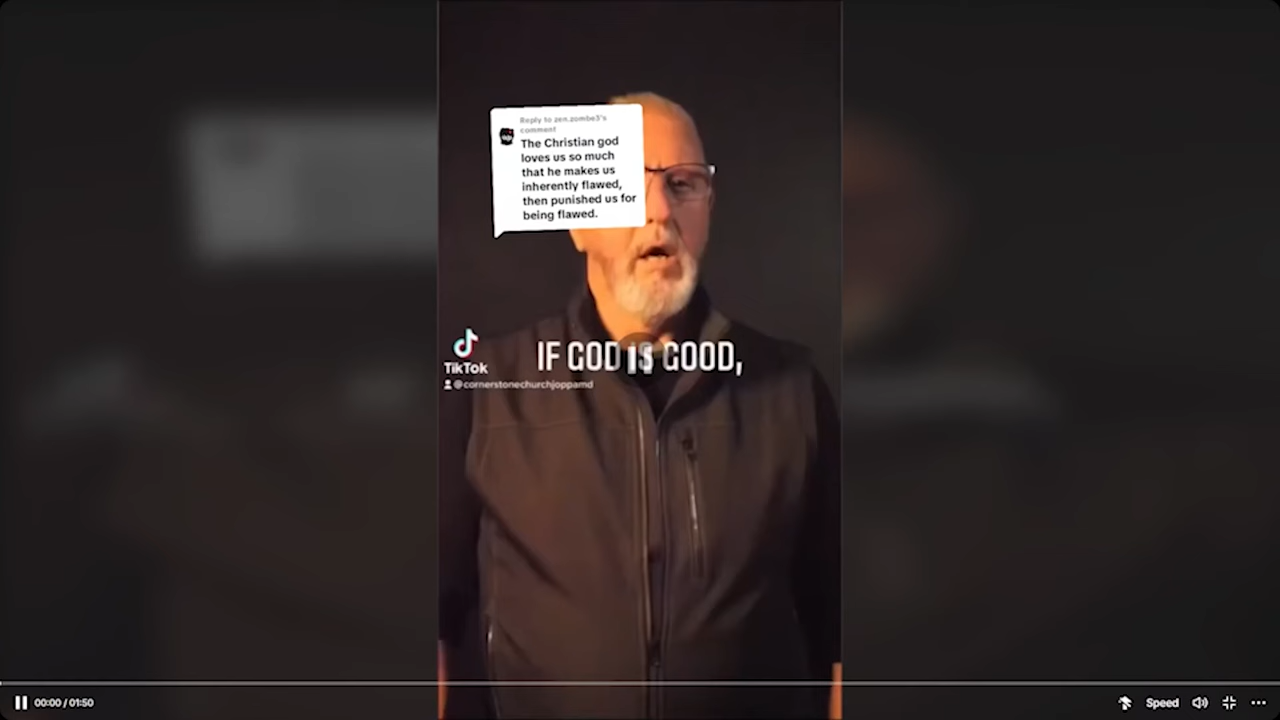 Reply to zen.zombe3's
comment
The Christian god
loves us so much
that he makes us
inherently flawed,
then punished us for
being flawed.
IF GOD IS GOOD,
TikTok
@cornerstonechurchjoppamd
00:00 / 01:50
Speed